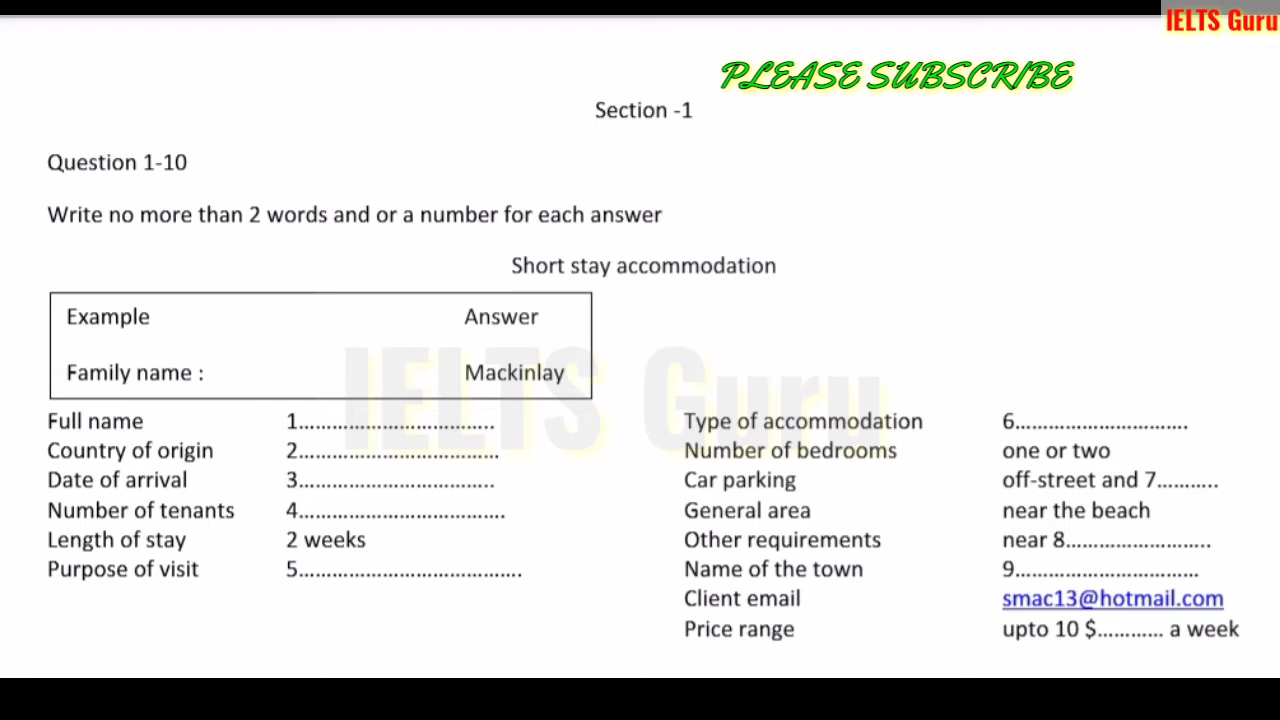 IELTS Guru
PLEASE SUBSCRIBE
Section -1
Question 1-10
Write no more than 2 words and or a number for each answer
Short stay accommodation
Example Answer
Family name : Mackinlay
IELTS Guru
Full name 1………………………………..
Country of origin 2…………………………………
Date of arrival 3………………………………..
Number of tenants 4………………………………….
Length of stay 2 weeks
Purpose of visit 5…………………………………….
Type of accommodation 6………………………….
Number of bedrooms one or two
Car parking off-street and 7………..
General area near the beach
Other requirements near 8……………………..
Name of the town 9……………………………
Client email smac13@hotmail.com
Price range upto 10 $………… a week